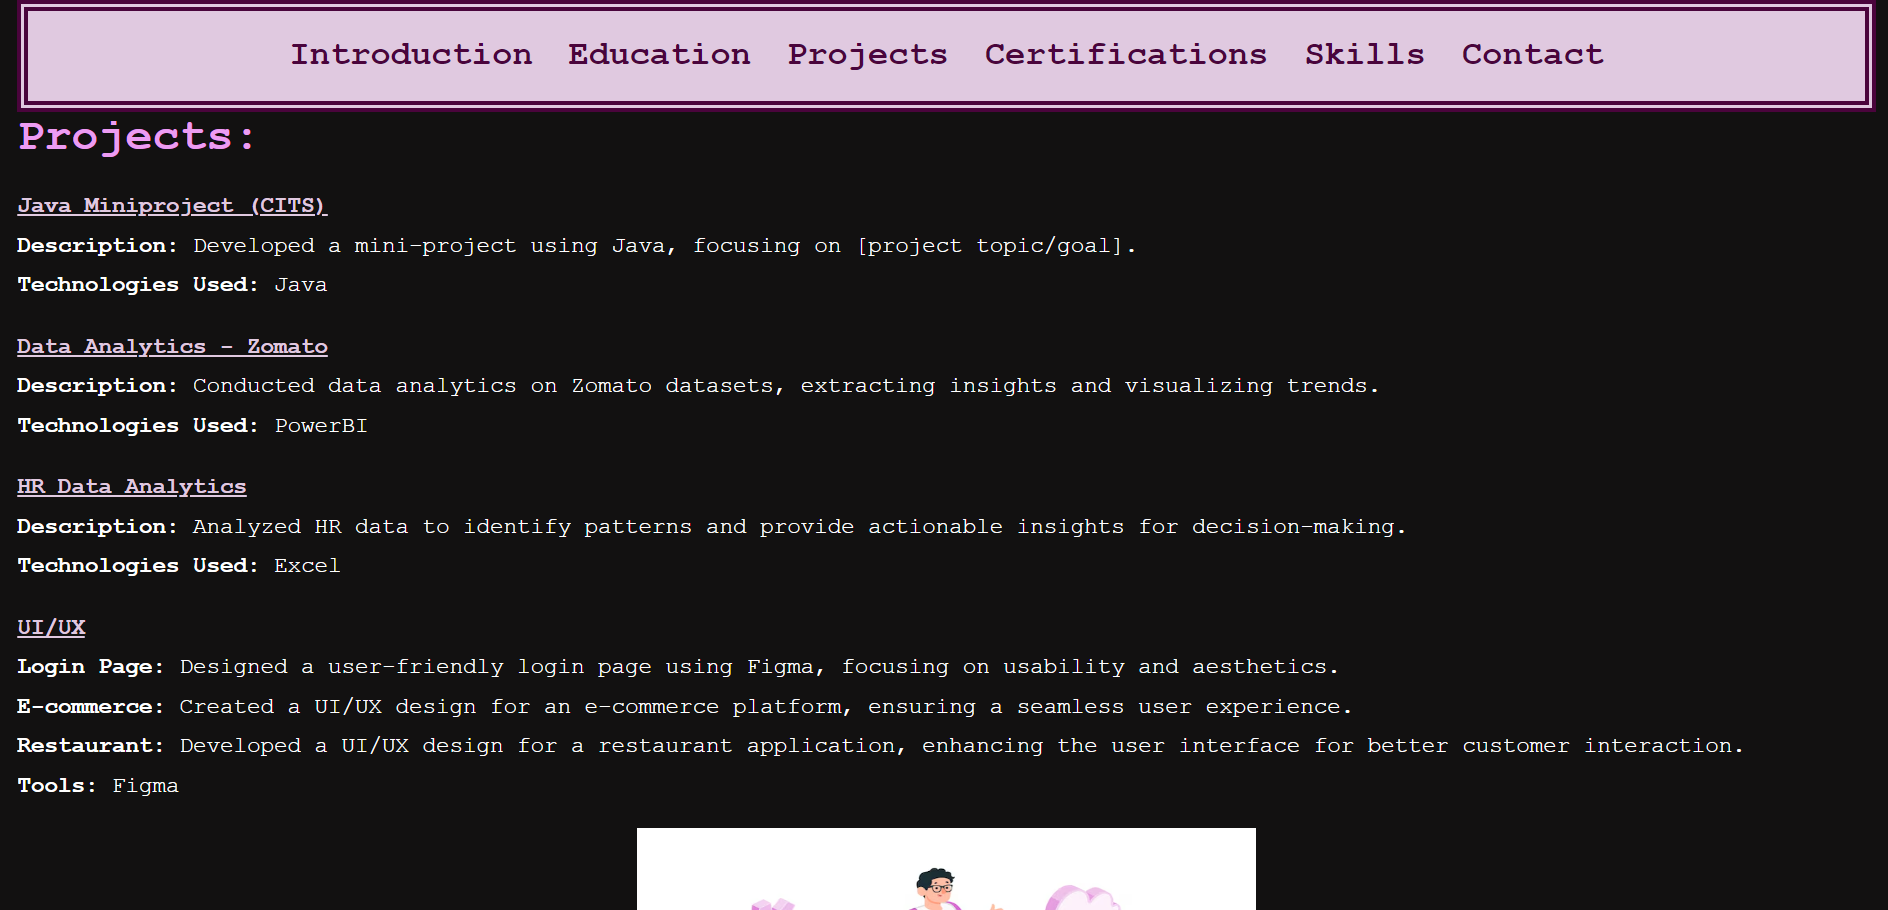 Introduction Education Projects Certifications Skills Contact
Projects:
Java Miniproject (CITS)
Description: Developed a mini-project using Java, focusing on [project topic/goal].
Technologies Used: Java
Data Analytics - Zomato
Description: Conducted data analytics on Zomato datasets, extracting insights and visualizing trends.
Technologies Used: PowerBI
HR Data Analytics
Description: Analyzed HR data to identify patterns and provide actionable insights for decision-making.
Technologies Used: Excel
UI/UX
Login Page: Designed a user-friendly login page using Figma, focusing on usability and aesthetics.
E-commerce: Created a UI/UX design for an e-commerce platform, ensuring a seamless user experience.
Restaurant: Developed a UI/UX design for a restaurant application, enhancing the user interface for better customer interaction.
Tools: Figma